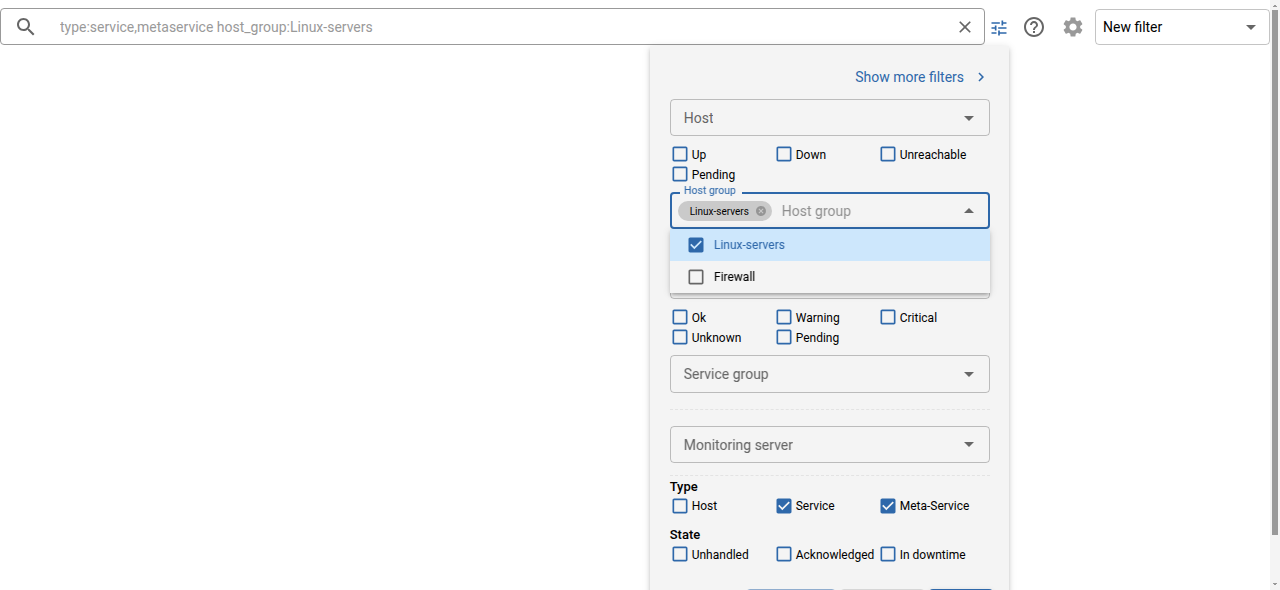 type:service,metaservice host_group:Linux-servers
New filter
Show more filters
Host
Up Down Unreachable
Pending
Host group
Linux-servers Host group
Linux-servers
Firewall
Ok Warning Critical
Unknown Pending
Service group
Monitoring server
Type
Host Service Meta-Service
State
Unhandled Acknowledged In downtime